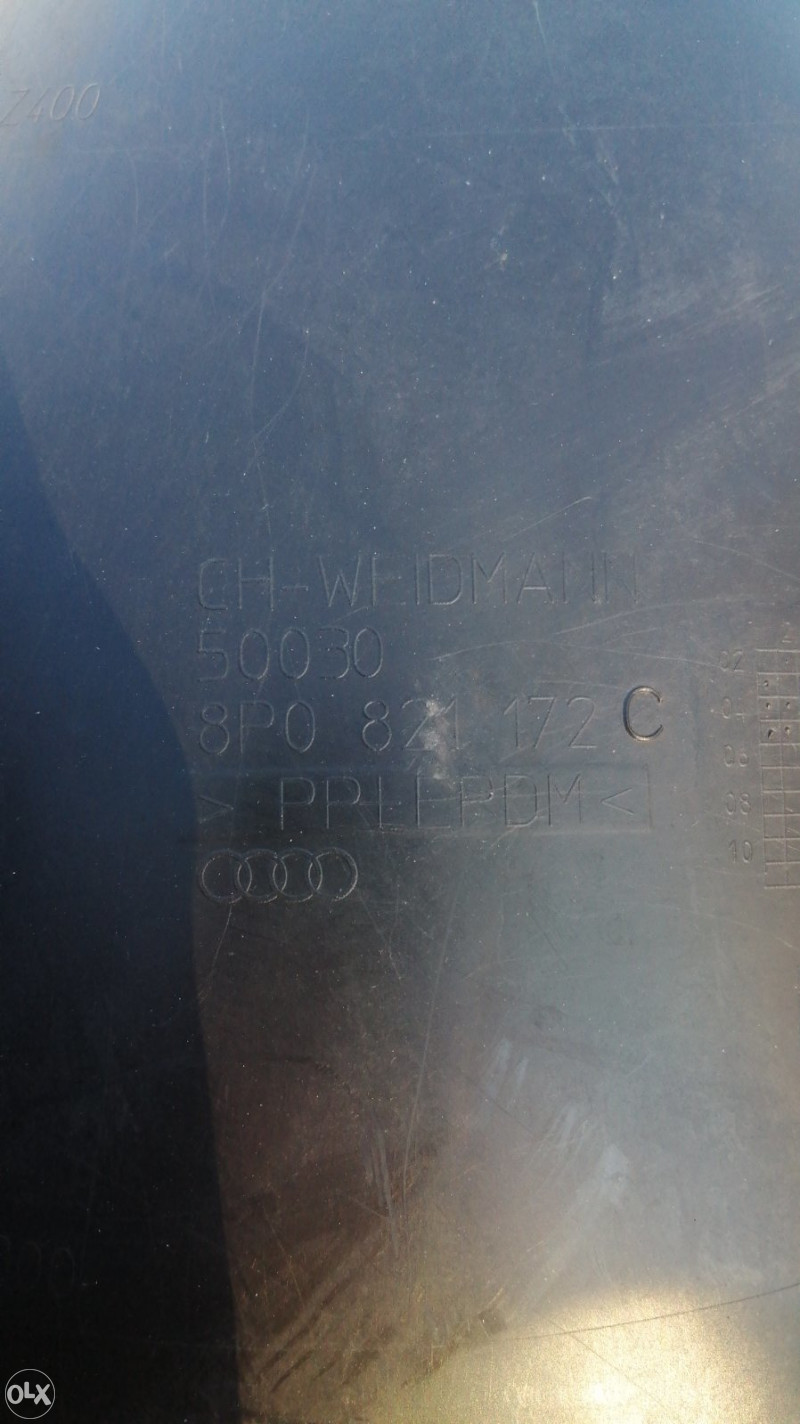 Z400
CH-WEIDMANN
50030
8P0 821 172 C
> PP/EPDM <
02
04
06
08
10
OLX